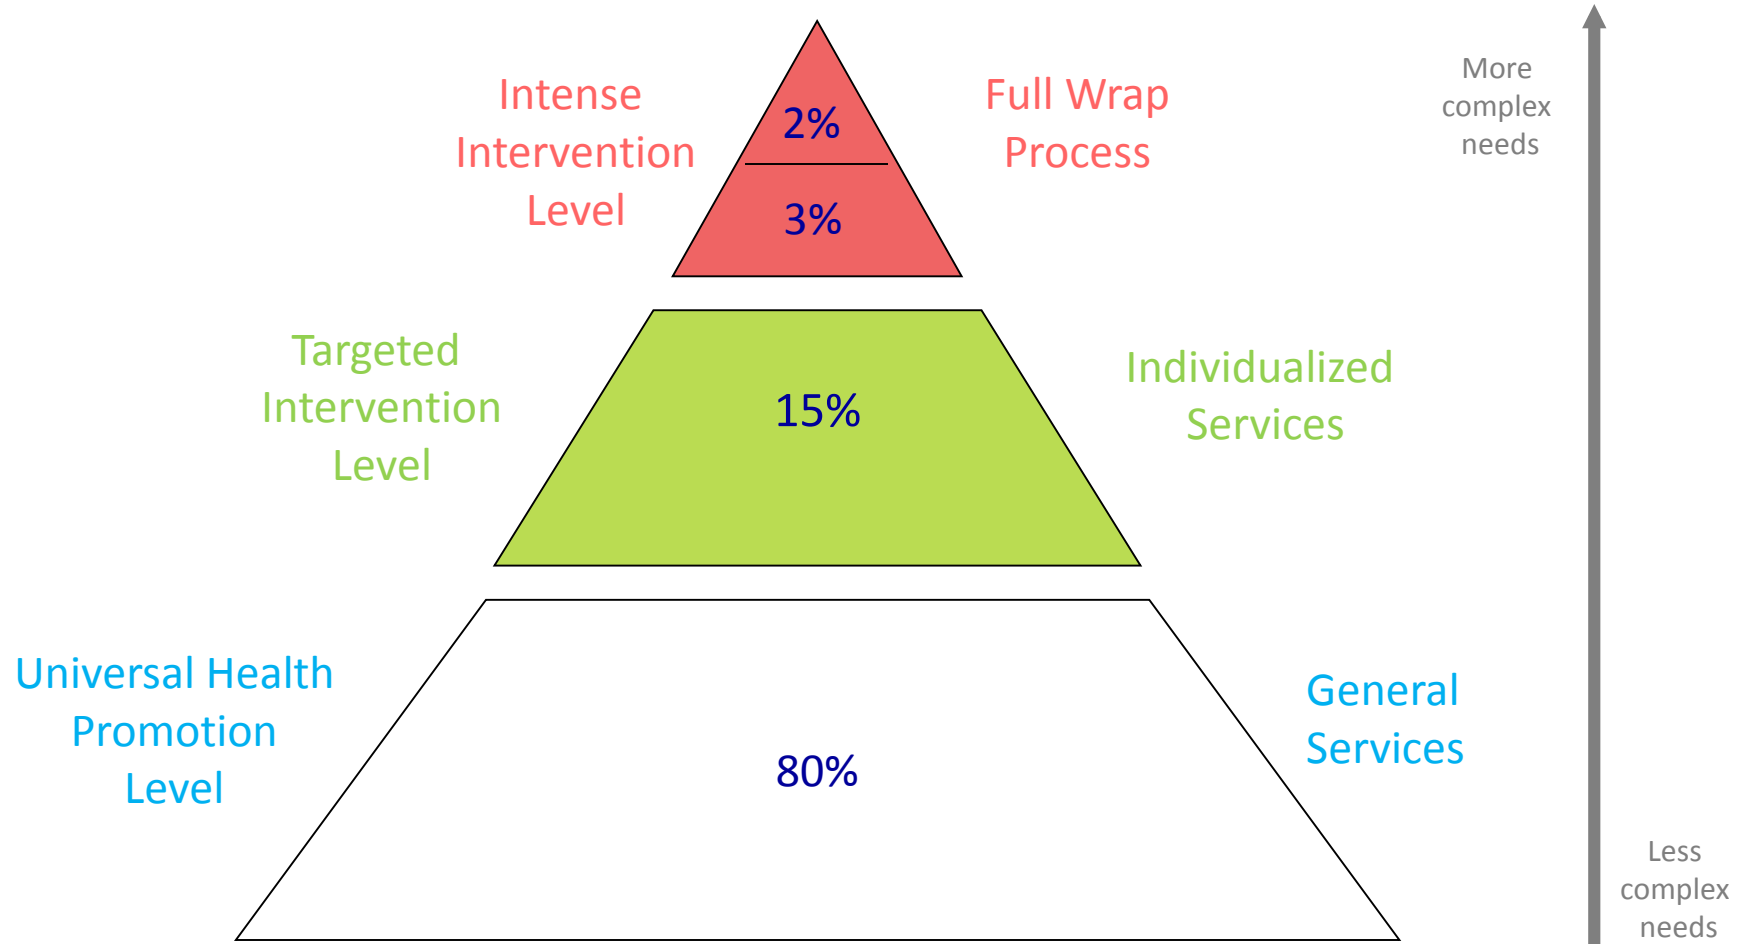 Intense
Intervention
Level
2%
3%
Full Wrap
Process
More
complex
needs
Targeted
Intervention
Level
15%
Individualized
Services
Universal Health
Promotion
Level
80%
General
Services
Less
complex
needs